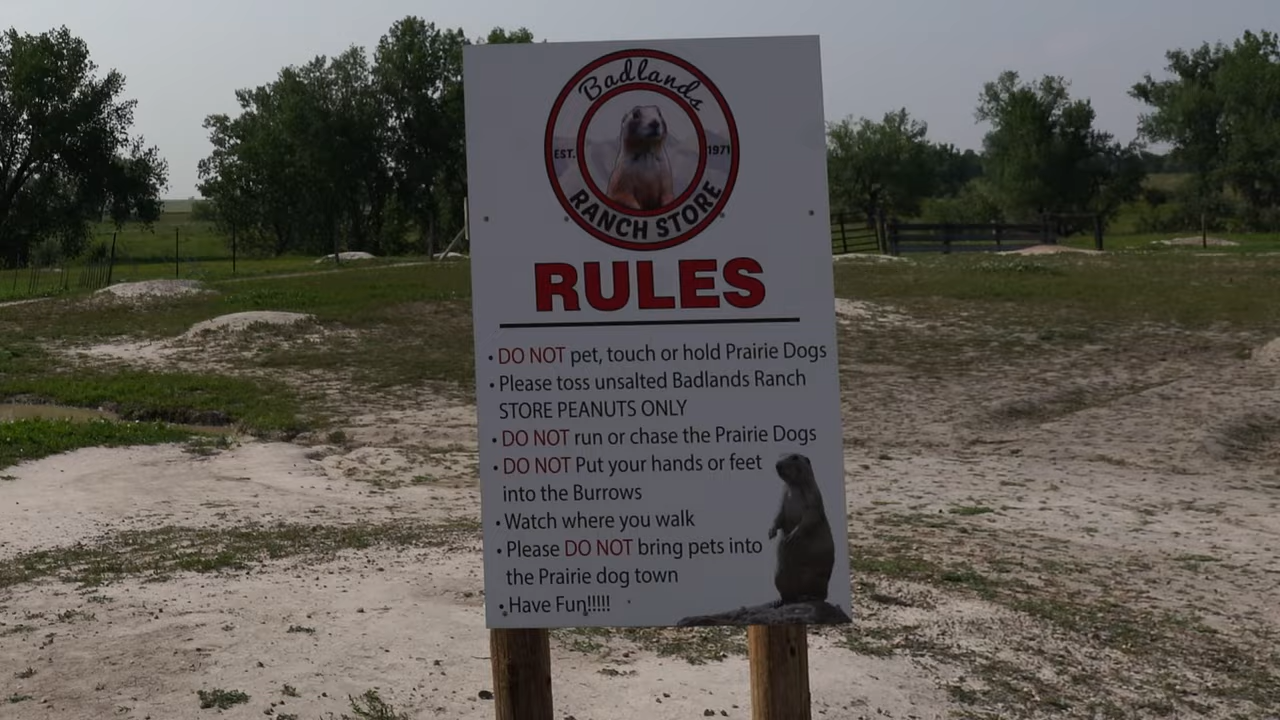 Badlands
EST. 1971
RANCH STORE
RULES
• DO NOT pet, touch or hold Prairie Dogs
• Please toss unsalted Badlands Ranch
STORE PEANUTS ONLY
• DO NOT run or chase the Prairie Dogs
• DO NOT Put your hands or feet
into the Burrows
• Watch where you walk
• Please DO NOT bring pets into
the Prairie dog town
• Have Fun!!!!!